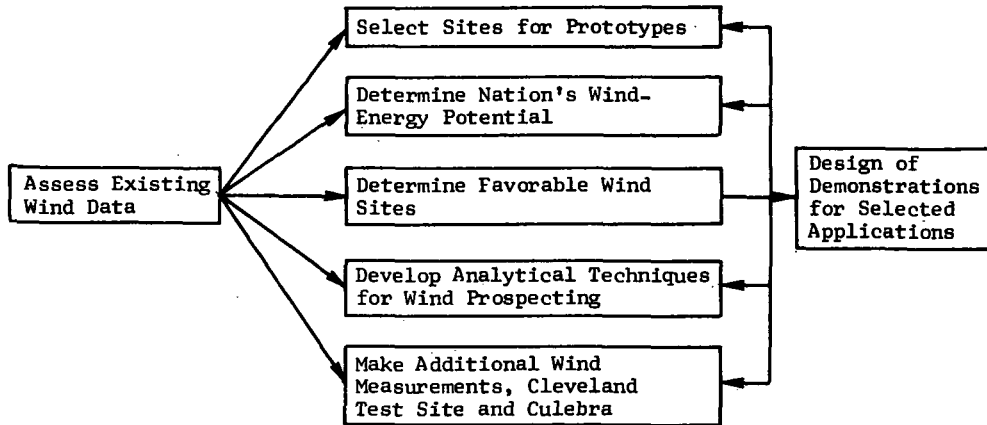 Select Sites for Prototypes
Determine Nation's Wind-
Energy Potential
Assess Existing
Wind Data
Determine Favorable Wind
Sites
Design of
Demonstrations
for Selected
Applications
Develop Analytical Techniques
for Wind Prospecting
Make Additional Wind
Measurements, Cleveland
Test Site and Culebra